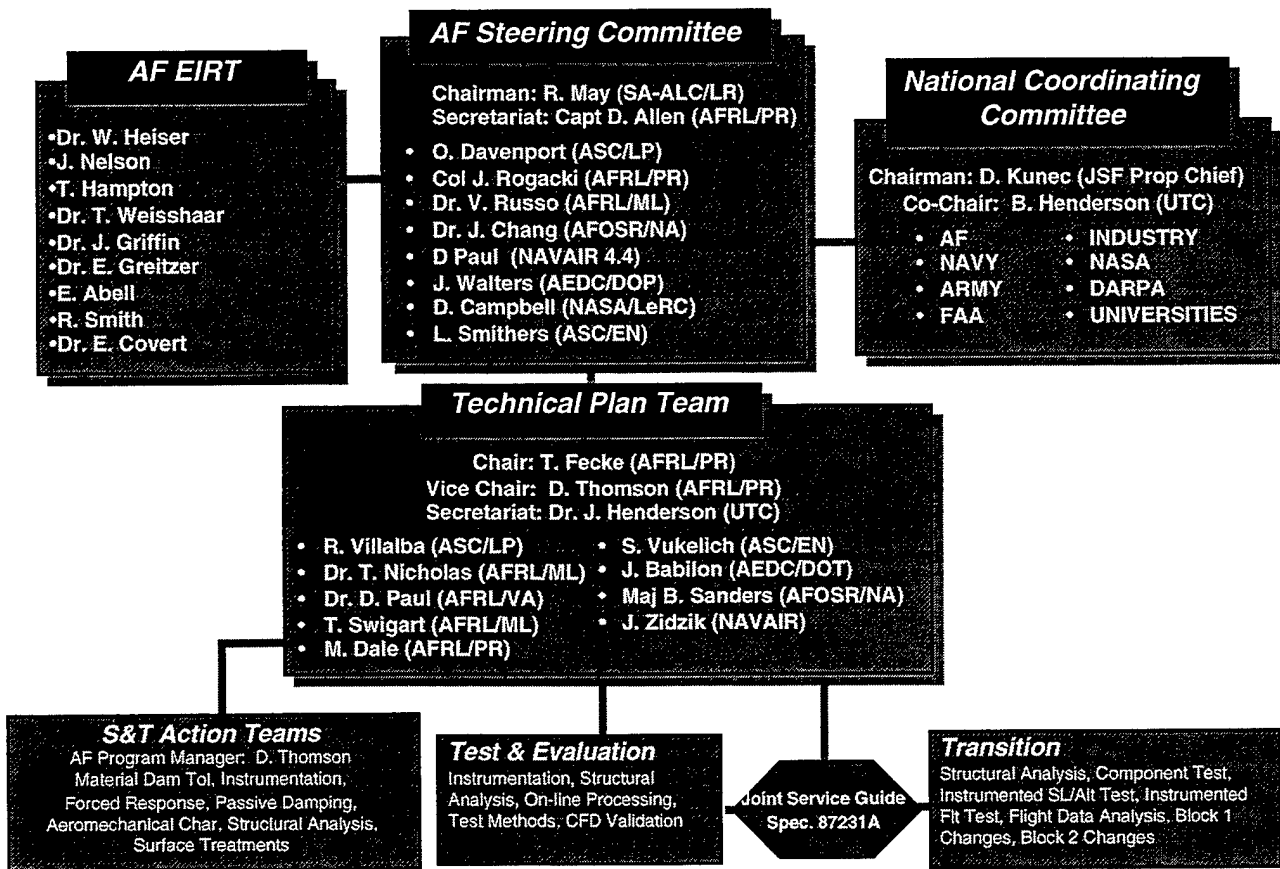 AF EIRT
•Dr. W. Heiser
•J. Nelson
•T. Hampton
•Dr. T. Weisshaar
•Dr. J. Griffin
•Dr. E. Greitzer
•E. Abell
•R. Smith
•Dr. E. Covert
AF Steering Committee
Chairman: R. May (SA-ALC/LR)
Secretariat: Capt D. Allen (AFRL/PR)
• O. Davenport (ASC/LP)
• Col J. Rogacki (AFRL/PR)
• Dr. V. Russo (AFRL/ML)
• Dr. J. Chang (AFOSR/NA)
• D Paul (NAVAIR 4.4)
• J. Walters (AEDC/DOP)
• D. Campbell (NASA/LeRC)
• L. Smithers (ASC/EN)
National Coordinating
Committee
Chairman: D. Kunec (JSF Prop Chief)
Co-Chair: B. Henderson (UTC)
• AF
• NAVY
• ARMY
• FAA
• INDUSTRY
• NASA
• DARPA
• UNIVERSITIES
Technical Plan Team
Chair: T. Fecke (AFRL/PR)
Vice Chair: D. Thomson (AFRL/PR)
Secretariat: Dr. J. Henderson (UTC)
• R. Villalba (ASC/LP)
• Dr. T. Nicholas (AFRL/ML)
• Dr. D. Paul (AFRL/VA)
• T. Swigart (AFRL/ML)
• M. Dale (AFRL/PR)
• S. Vukelich (ASC/EN)
• J. Babilon (AEDC/DOT)
• Maj B. Sanders (AFOSR/NA)
• J. Zidzik (NAVAIR)
S&T Action Teams
AF Program Manager: D. Thomson
Material Dam Tol, Instrumentation,
Forced Response, Passive Damping,
Aeromechanical Char, Structural Analysis,
Surface Treatments
Test & Evaluation
Instrumentation, Structural
Analysis, On-line Processing,
Test Methods, CFD Validation
Joint Service Guide
Spec. 87231A
Transition
Structural Analysis, Component Test,
Instrumented SL/Alt Test, Instrumented
Flt Test, Flight Data Analysis, Block 1
Changes, Block 2 Changes